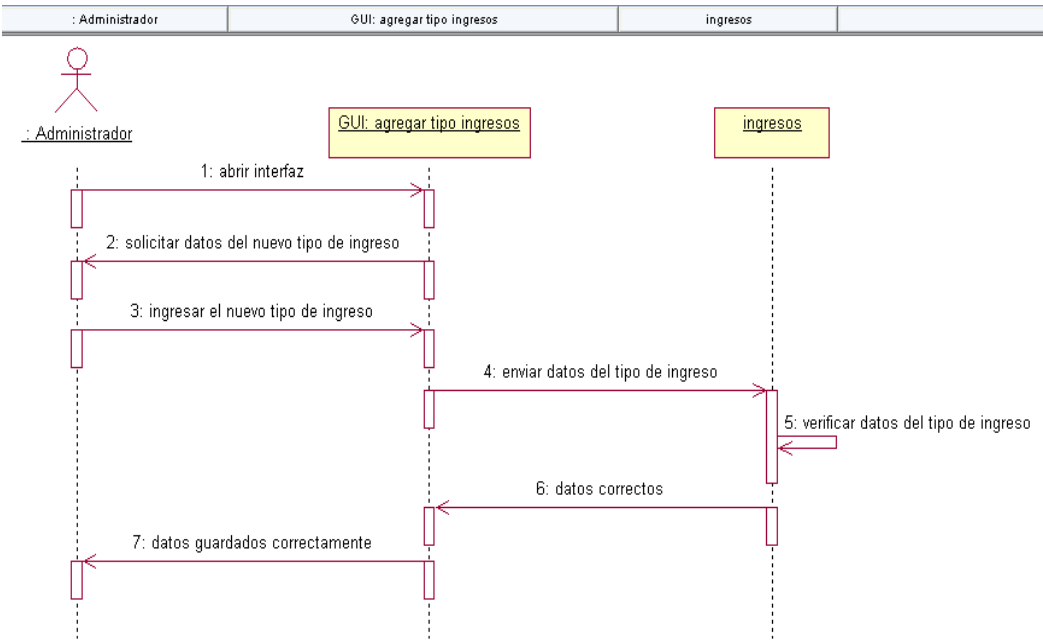 : Administrador
GUI: agregar tipo ingresos
ingresos
: Administrador
GUI: agregar tipo ingresos
ingresos
1: abrir interfaz
2: solicitar datos del nuevo tipo de ingreso
3: ingresar el nuevo tipo de ingreso
4: enviar datos del tipo de ingreso
5: verificar datos del tipo de ingreso
6: datos correctos
7: datos guardados correctamente